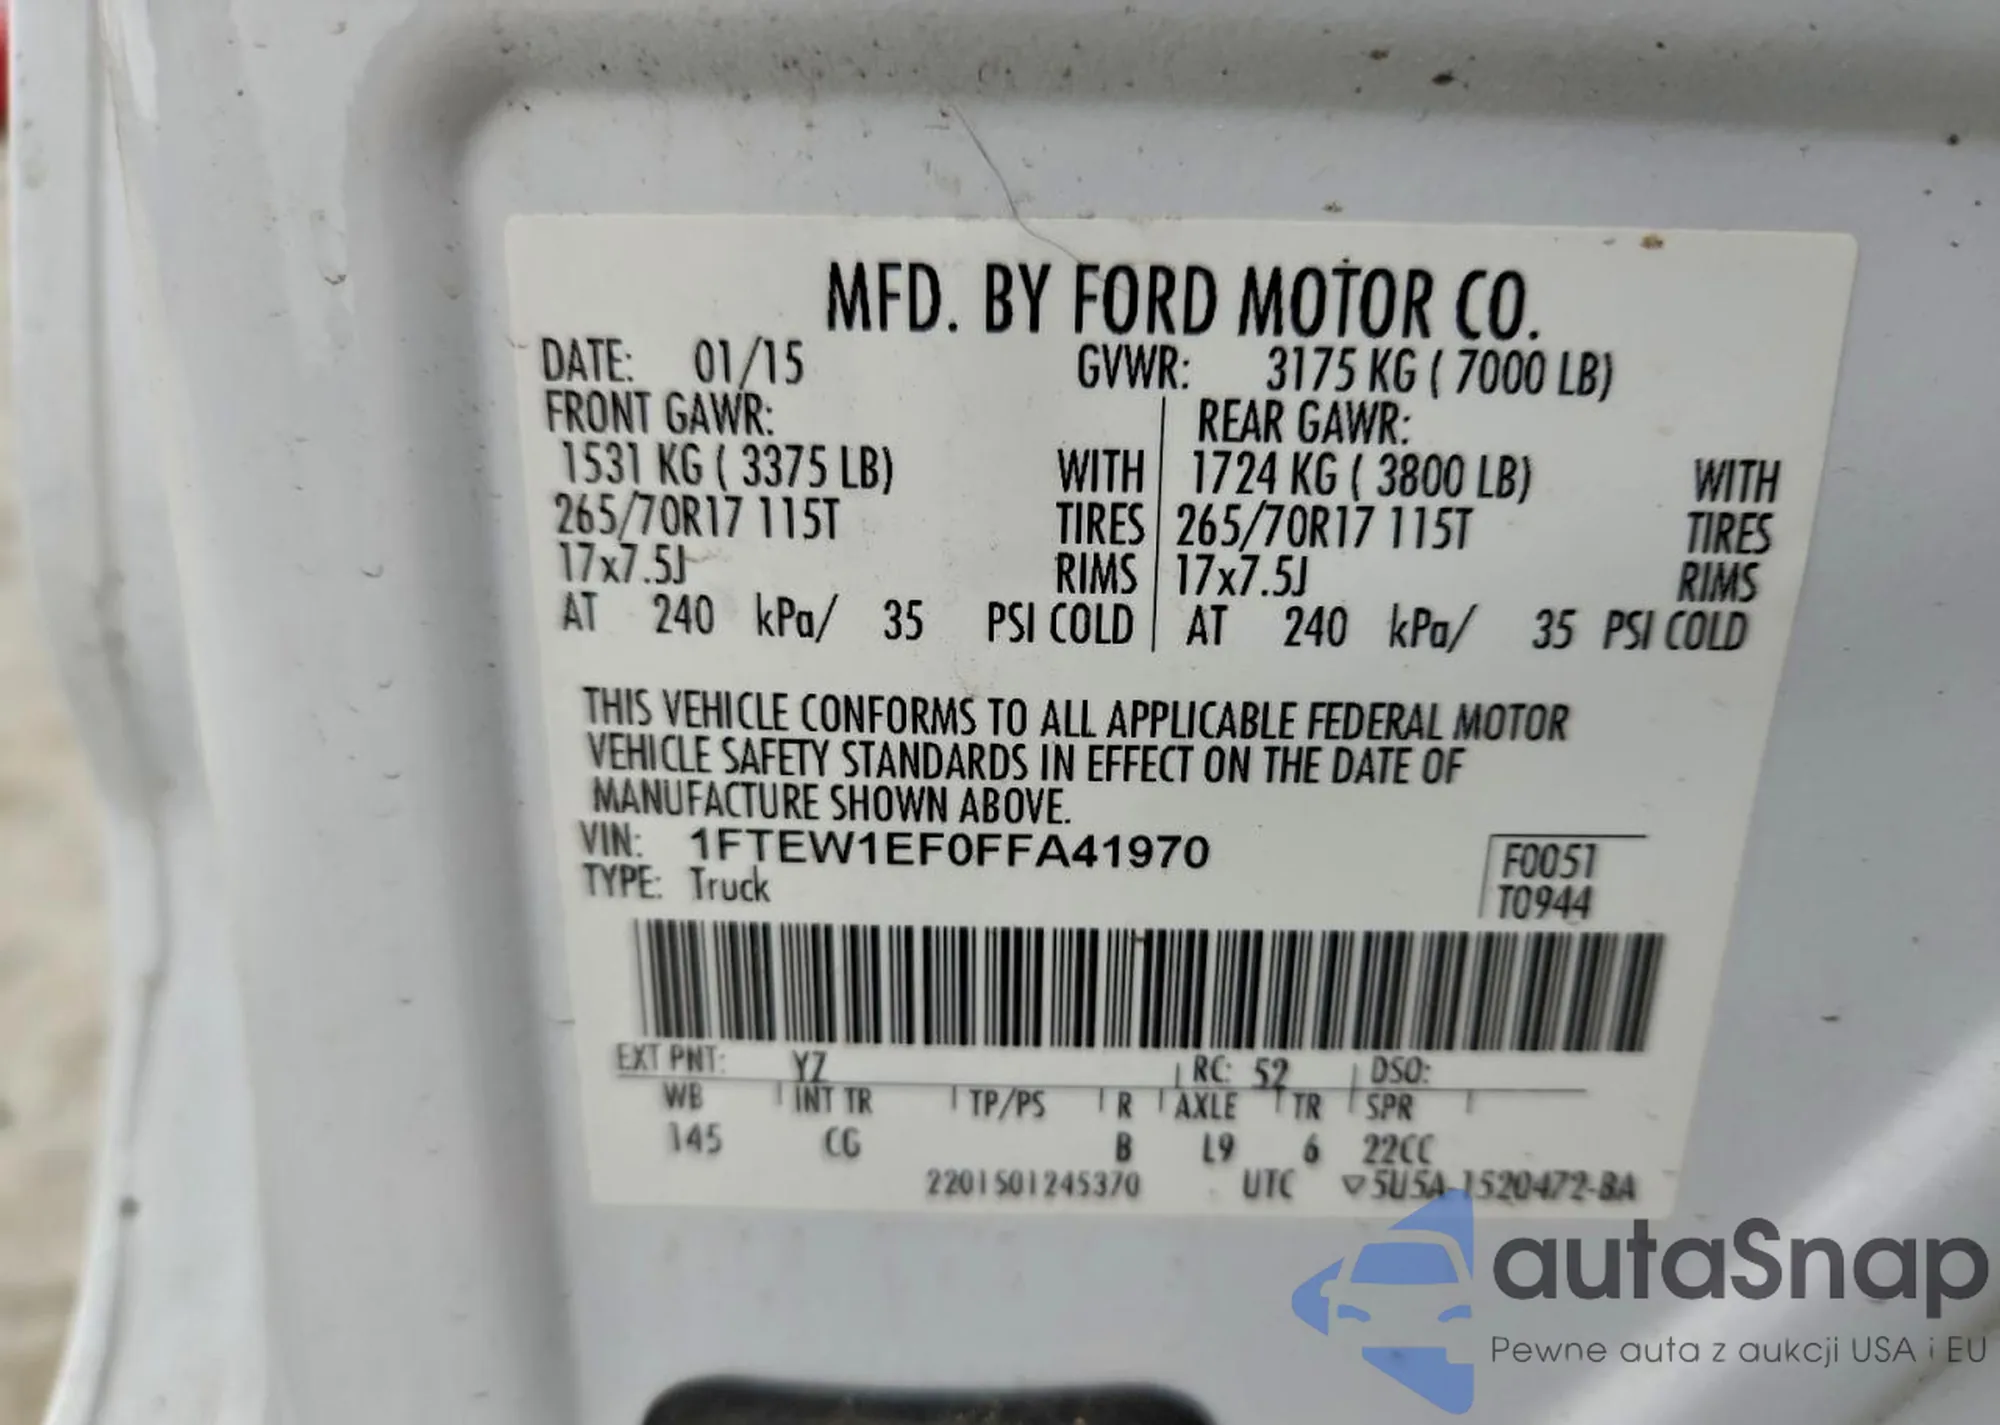 MFD. BY FORD MOTOR CO.
DATE: 01/15 GVWR: 3175 KG ( 7000 LB)
FRONT GAWR: REAR GAWR:
1531 KG ( 3375 LB) WITH 1724 KG ( 3800 LB) WITH
265/70R17 115T TIRES 265/70R17 115T TIRES
17x7.5J RIMS 17x7.5J RIMS
AT 240 kPa/ 35 PSI COLD AT 240 kPa/ 35 PSI COLD
THIS VEHICLE CONFORMS TO ALL APPLICABLE FEDERAL MOTOR
VEHICLE SAFETY STANDARDS IN EFFECT ON THE DATE OF
MANUFACTURE SHOWN ABOVE.
VIN: 1FTEW1EF0FFA41970
TYPE: Truck
F0051
T0944
EXT PNT: YZ RC: 52 DSO:
WB INT TR TP/PS R AXLE TR SPR
145 CG B L9 6 22CC
2201501245370 UTC ▽5U5A-1520472-BA
autoSnap
Pewne auta z aukcji USA i EU